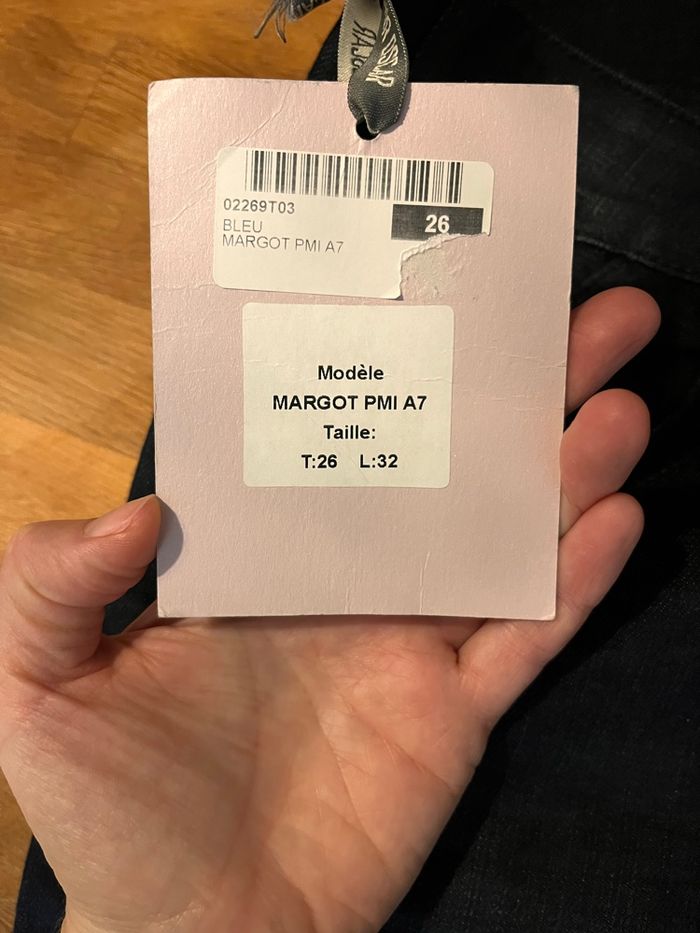 02269T03
26
BLEU
MARGOT PMI A7
Modèle
MARGOT PMI A7
Taille:
T:26 L:32